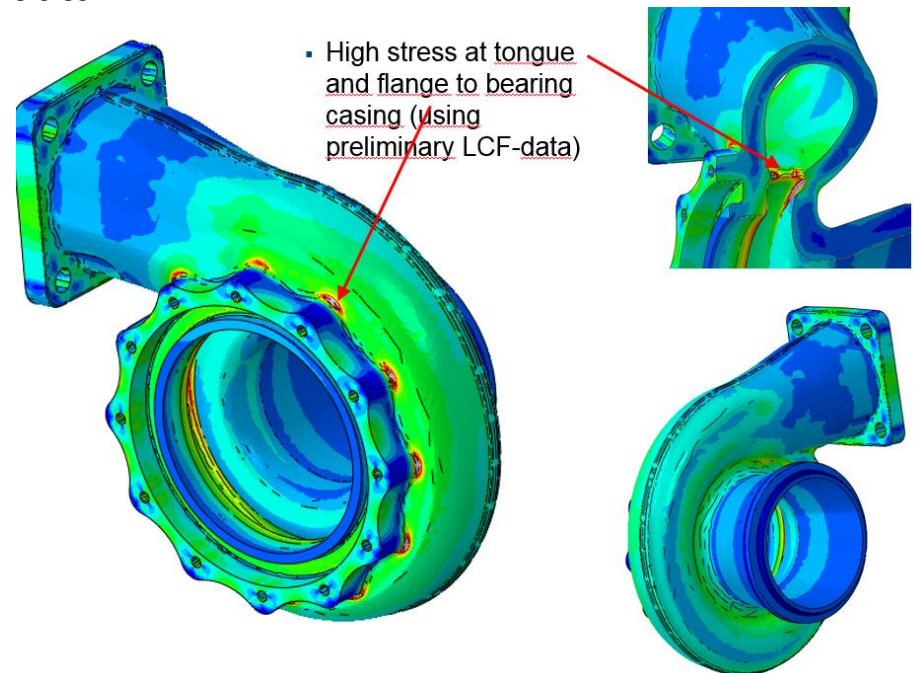 ▪ High stress at tongue
and flange to bearing
casing (using
preliminary LCF-data)